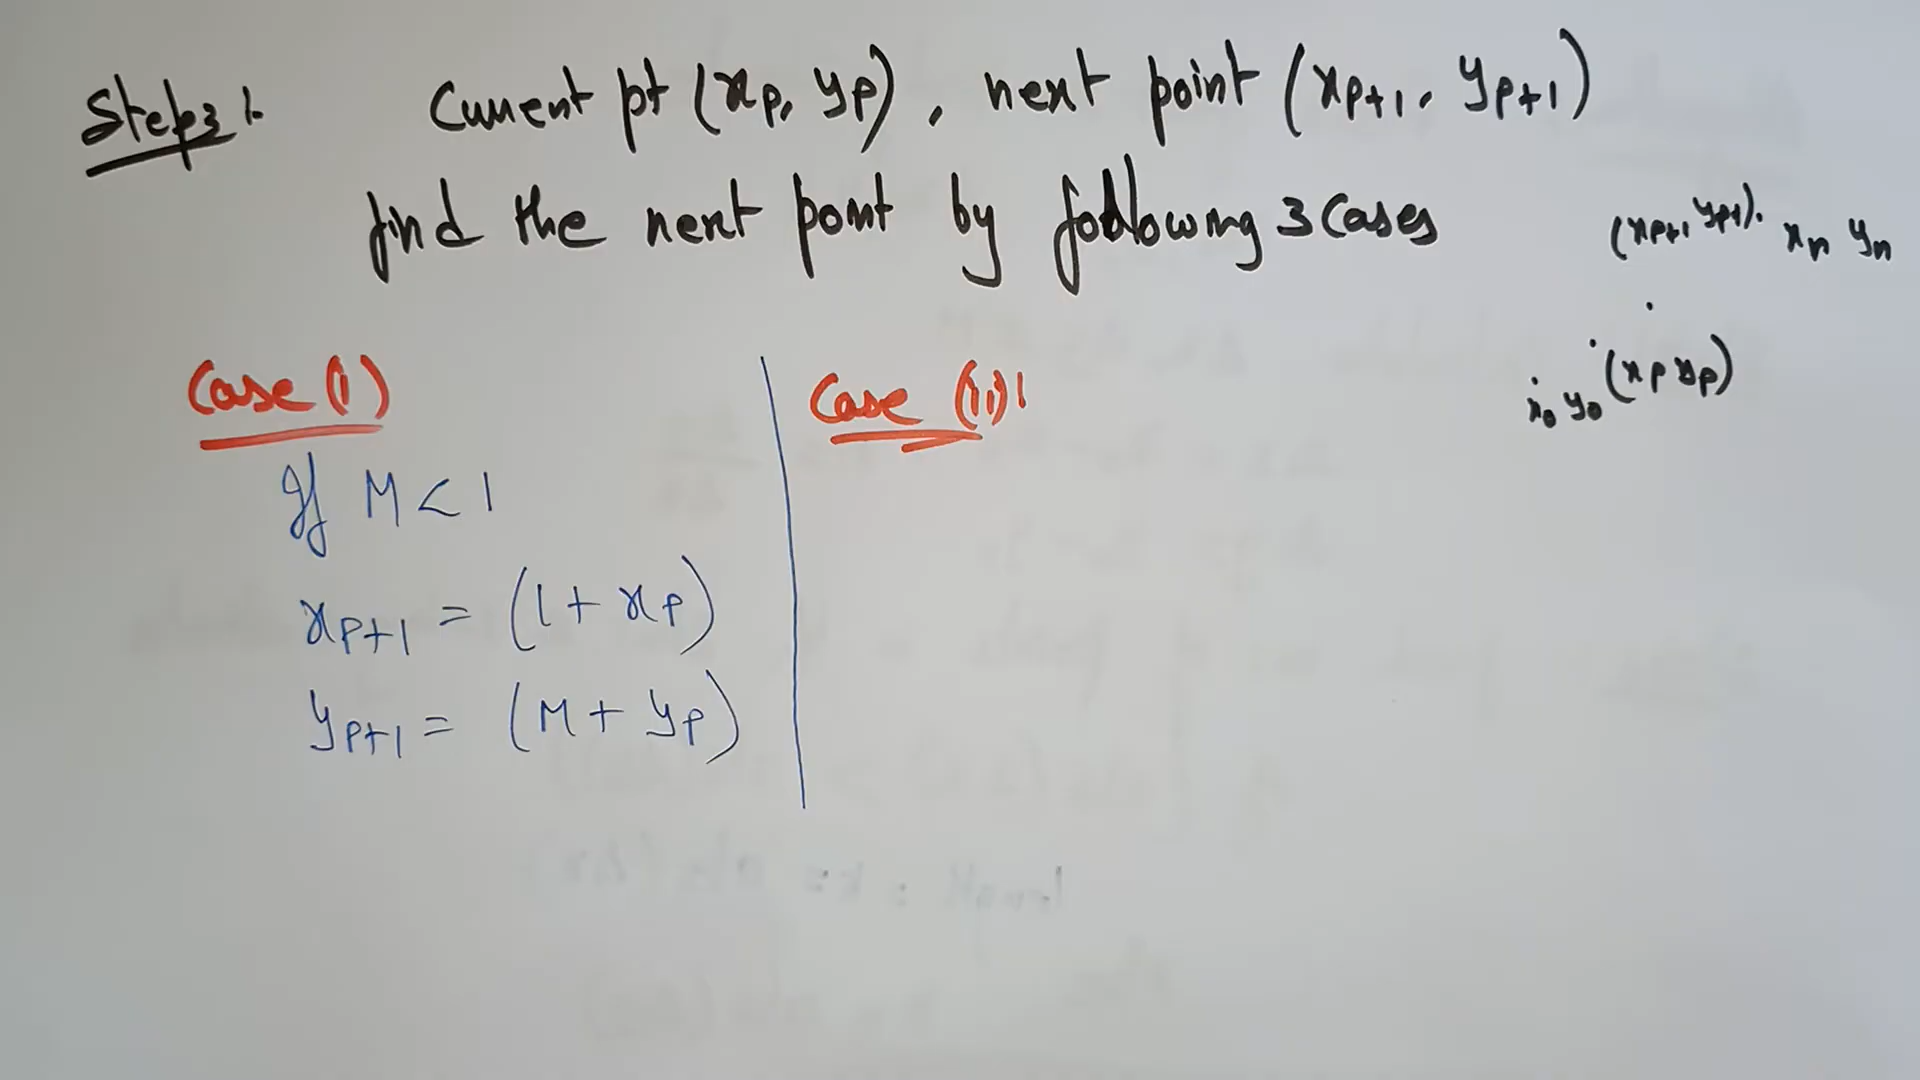 Step3:
Current pt (xp, yp), next point (xp+1, yp+1)
find the next point by following 3 cases
(xp+1 yp+1). xn yn
(xp yp)
x0 y0
Case (i)
If M < 1
xp+1 = (1 + xp)
yp+1 = (M + yp)
Case (ii):